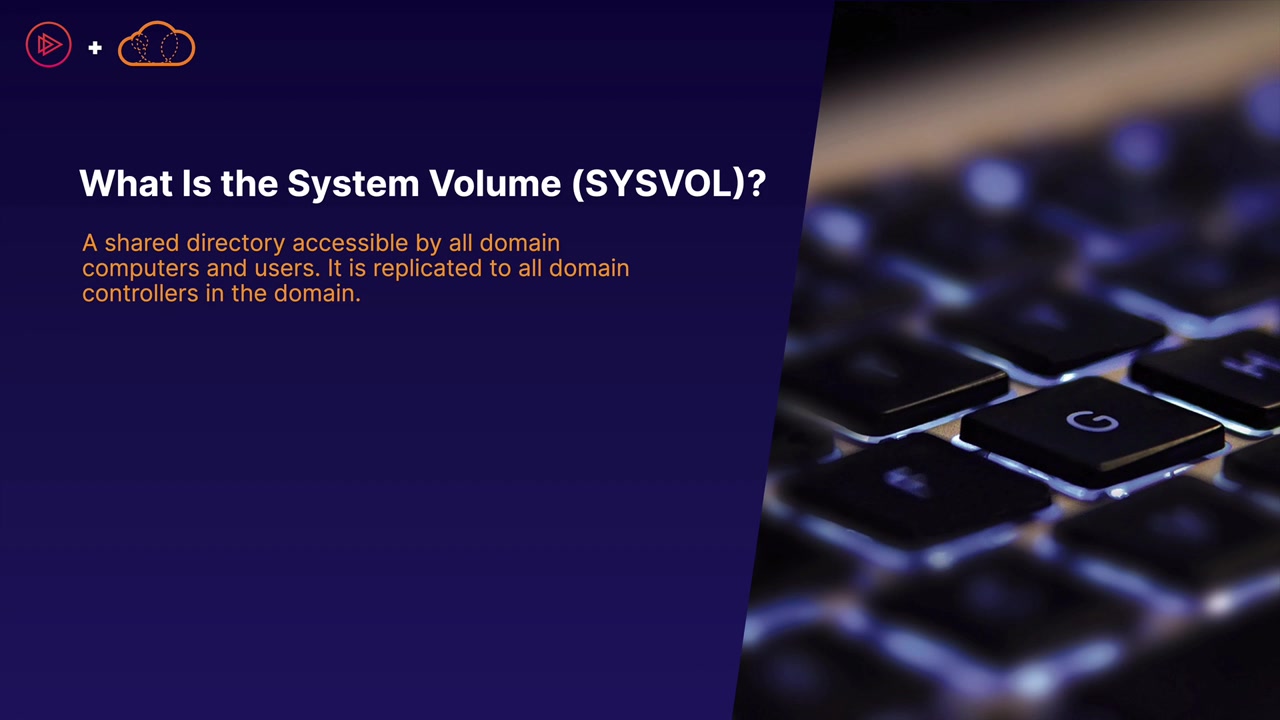 What Is the System Volume (SYSVOL)?
A shared directory accessible by all domain
computers and users. It is replicated to all domain
controllers in the domain.
G